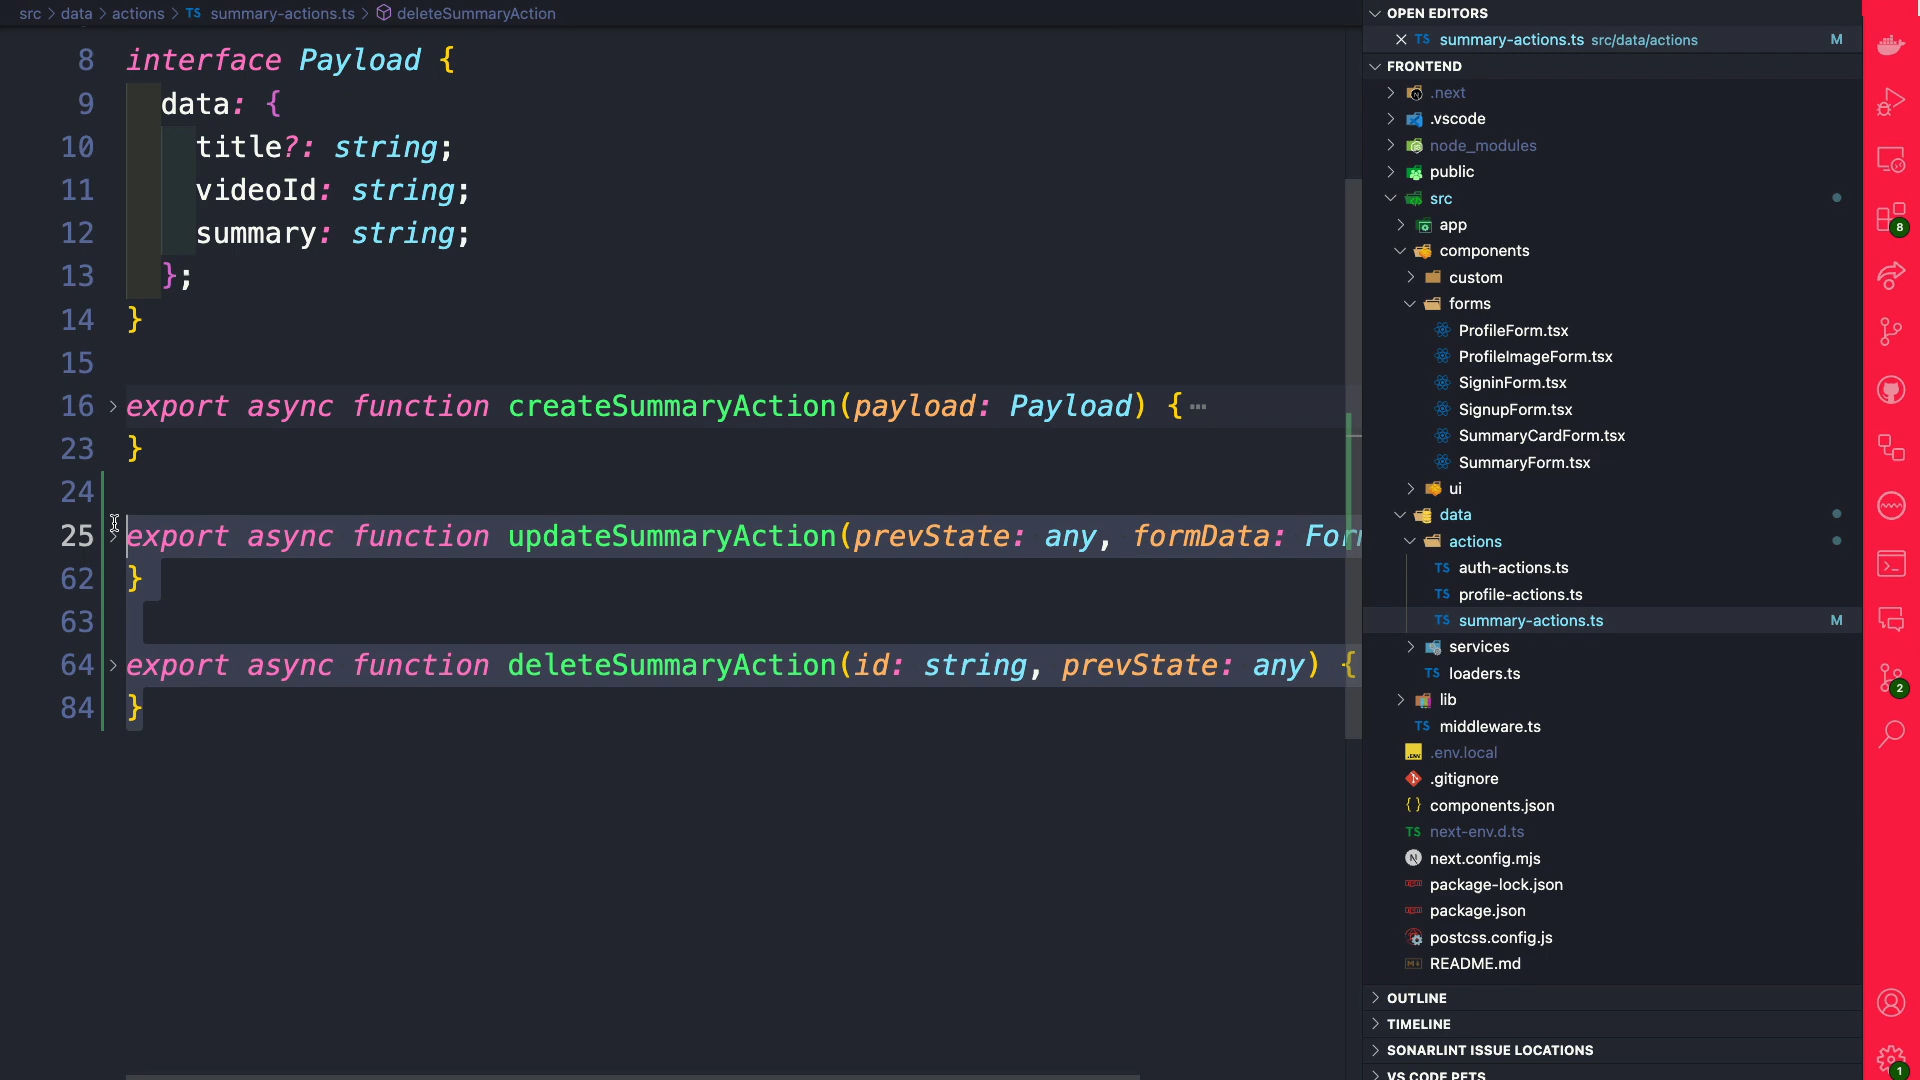 src > data > actions > TS summary-actions.ts > deleteSummaryAction
8 interface Payload {
9 data: {
10 title?: string;
11 videoId: string;
12 summary: string;
13 };
14 }
15
16 export async function createSummaryAction(payload: Payload) {…
23 }
24
25 export async function updateSummaryAction(prevState: any, formData: For
62 }
63
64 export async function deleteSummaryAction(id: string, prevState: any) {
84 }
OPEN EDITORS
TS summary-actions.ts src/data/actions M
FRONTEND
.next
.vscode
node_modules
public
src
app
components
custom
forms
ProfileForm.tsx
ProfileImageForm.tsx
SigninForm.tsx
SignupForm.tsx
SummaryCardForm.tsx
SummaryForm.tsx
ui
data
actions
TS auth-actions.ts
TS profile-actions.ts
TS summary-actions.ts M
services
TS loaders.ts
lib
TS middleware.ts
.env.local
.gitignore
{} components.json
TS next-env.d.ts
N next.config.mjs
package-lock.json
package.json
postcss.config.js
README.md
OUTLINE
TIMELINE
SONARLINT ISSUE LOCATIONS
VS CODE PETS
8
2
1